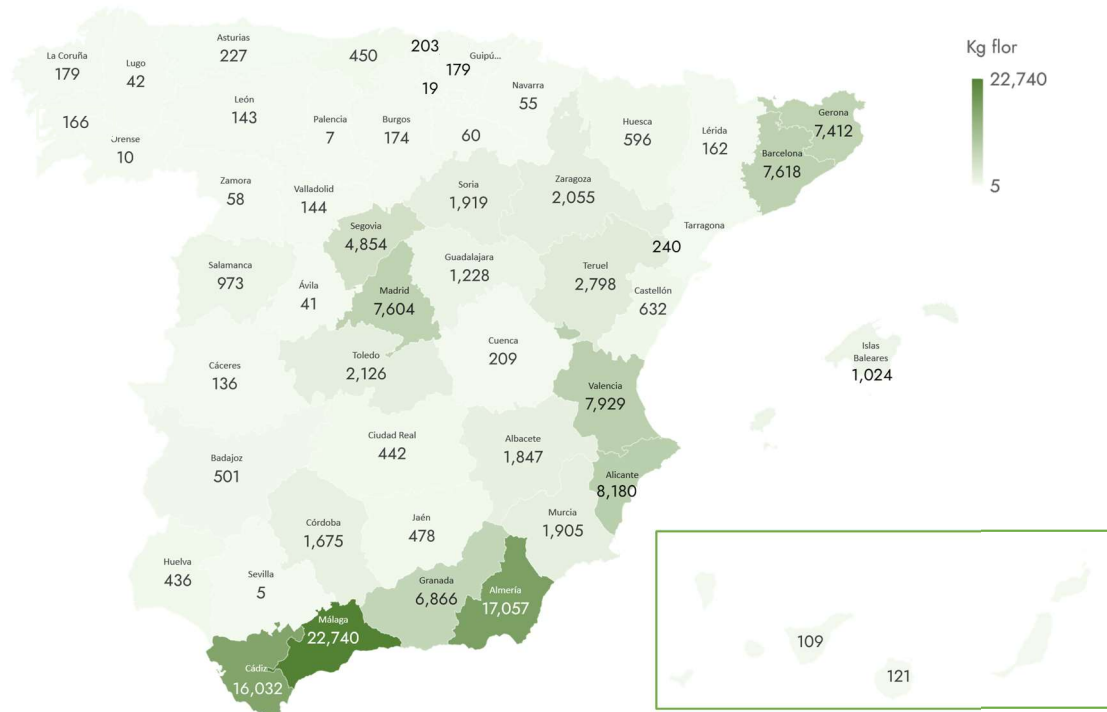 Asturias
227
450
203
Guipú...
179
19
La Coruña
179
Lugo
42
Navarra
55
Kg flor
22,740
5
León
143
Palencia
7
Burgos
174
60
Huesca
596
Lérida
162
Gerona
7,412
Barcelona
7,618
166
Orense
10
Zamora
58
Valladolid
144
Soria
1,919
Zaragoza
2,055
Tarragona
240
Segovia
4,854
Salamanca
973
Ávila
41
Madrid
7,604
Guadalajara
1,228
Teruel
2,798
Castellón
632
Cáceres
136
Toledo
2,126
Cuenca
209
Valencia
7,929
Islas
Baleares
1,024
Badajoz
501
Ciudad Real
442
Albacete
1,847
Alicante
8,180
Huelva
436
Sevilla
5
Córdoba
1,675
Jaén
478
Murcia
1,905
Granada
6,866
Almería
17,057
Málaga
22,740
Cádiz
16,032
109
121